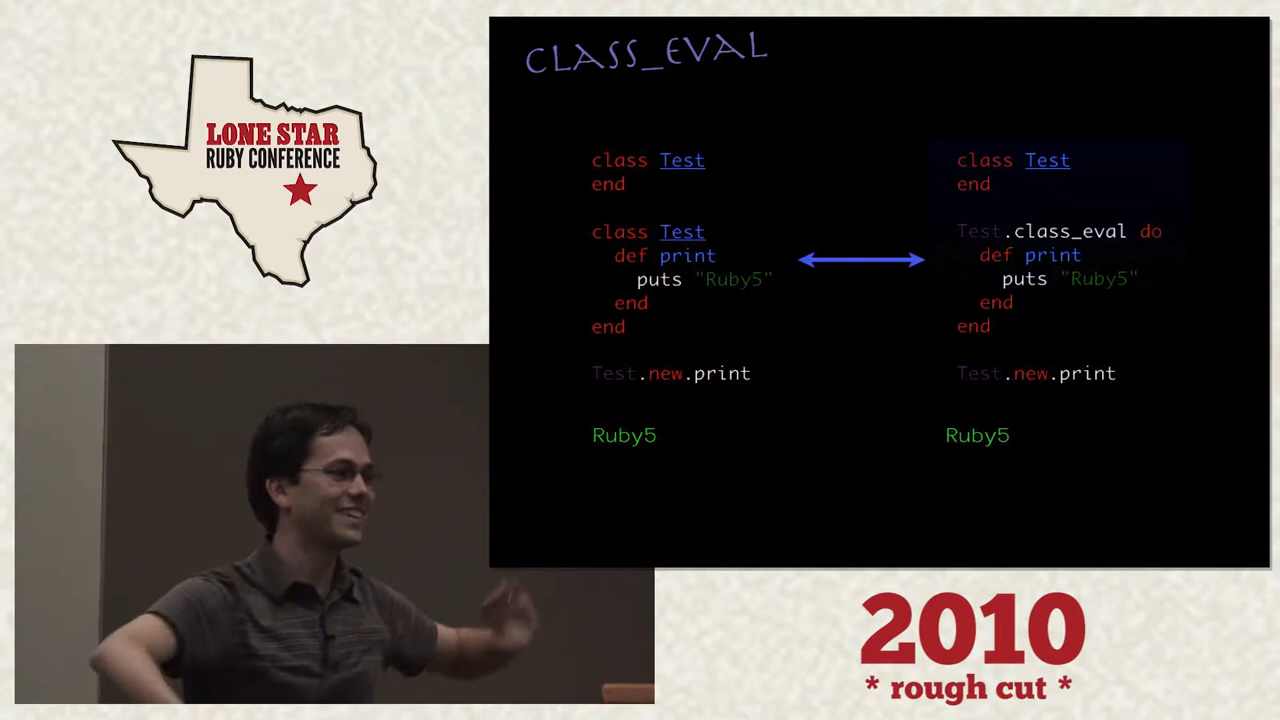 LONE STAR
RUBY CONFERENCE
CLASS_EVAL
class Test
end
class Test
def print
puts "Ruby5"
end
end
Test.new.print
Ruby5
class Test
end
Test.class_eval do
def print
puts "Ruby5"
end
end
Test.new.print
Ruby5
2010
* rough cut *